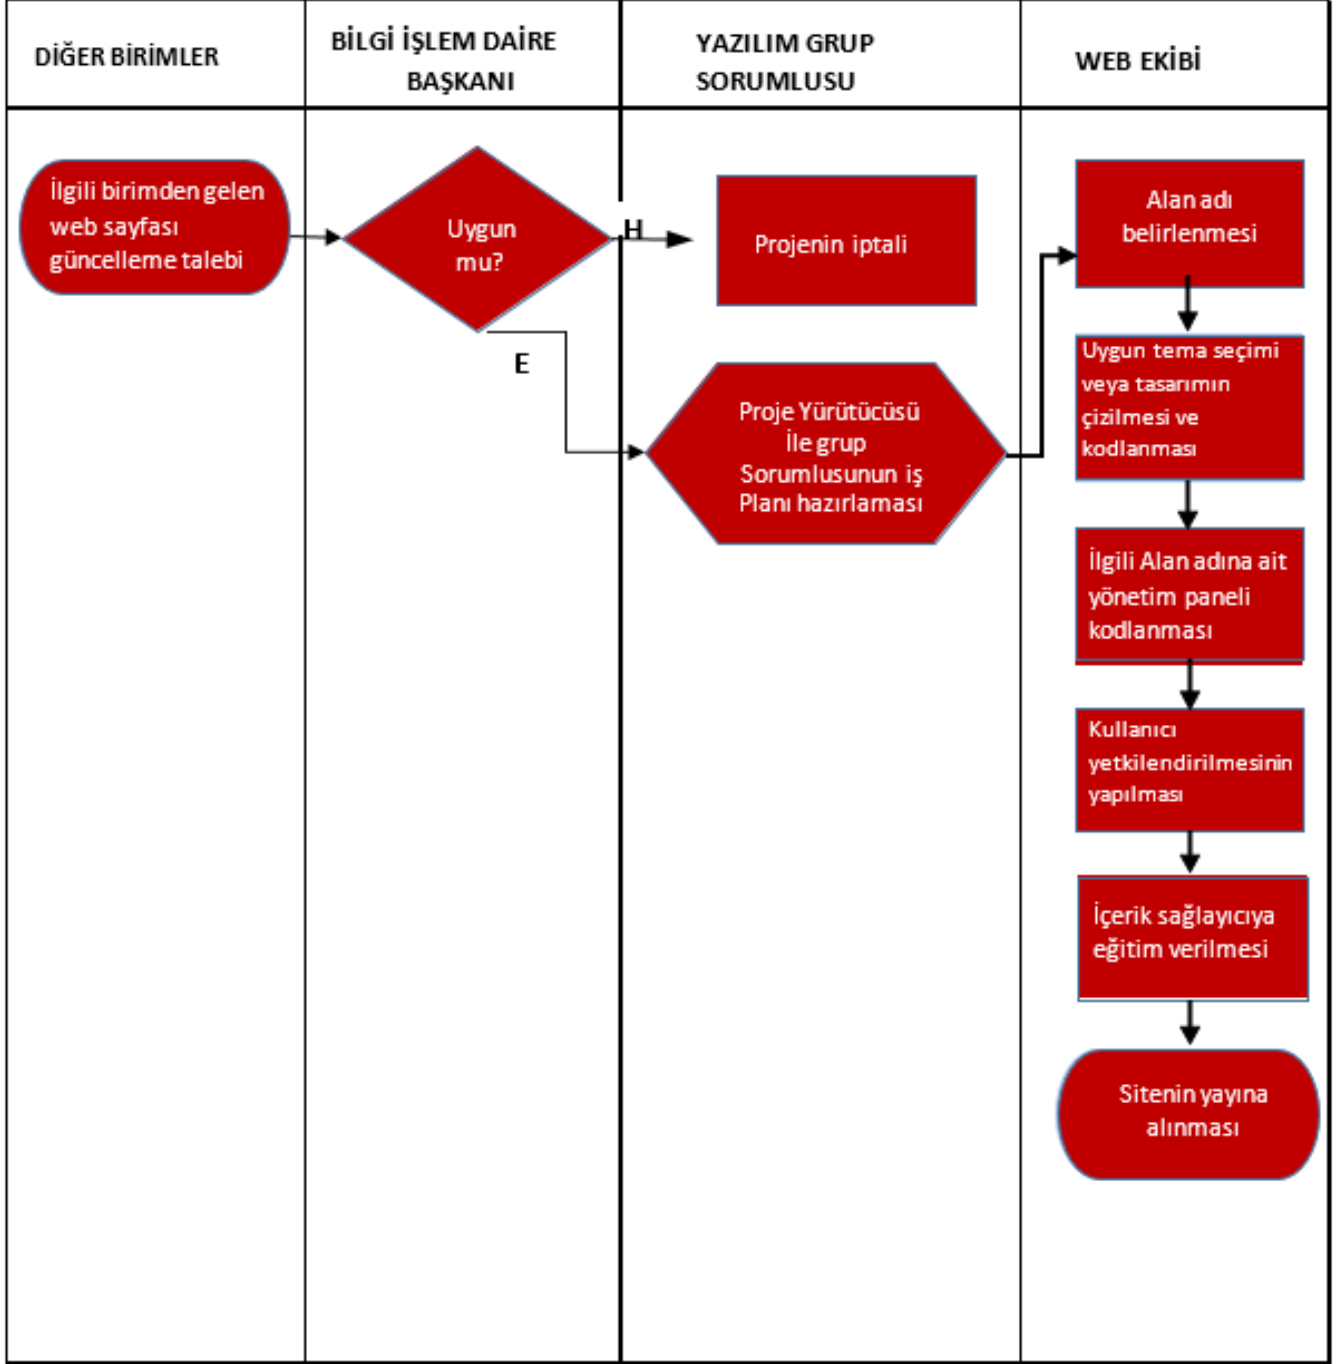 DİĞER BİRİMLER
BİLGİ İŞLEM DAİRE
BAŞKANI
YAZILIM GRUP
SORUMLUSU
WEB EKİBİ
İlgili birimden gelen
web sayfası
güncelleme talebi
Uygun
mu?
H
E
Projenin iptali
Proje Yürütücüsü
İle grup
Sorumlusunun iş
Planı hazırlaması
Alan adı
belirlenmesi
Uygun tema seçimi
veya tasarımın
çizilmesi ve
kodlanması
İlgili Alan adına ait
yönetim paneli
kodlanması
Kullanıcı
yetkilendirilmesinin
yapılması
İçerik sağlayıcıya
eğitim verilmesi
Sitenin yayına
alınması